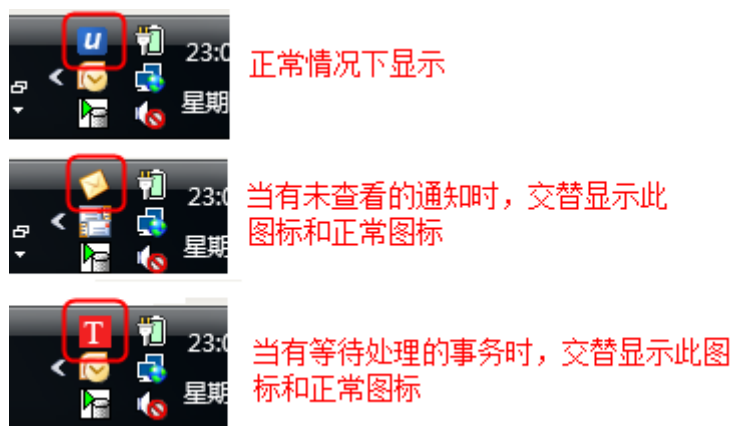 u
23:0
星期
正常情况下显示
23:0
星期
当有未查看的通知时，交替显示此
图标和正常图标
T
23:0
星期
当有等待处理的事务时，交替显示此图
标和正常图标